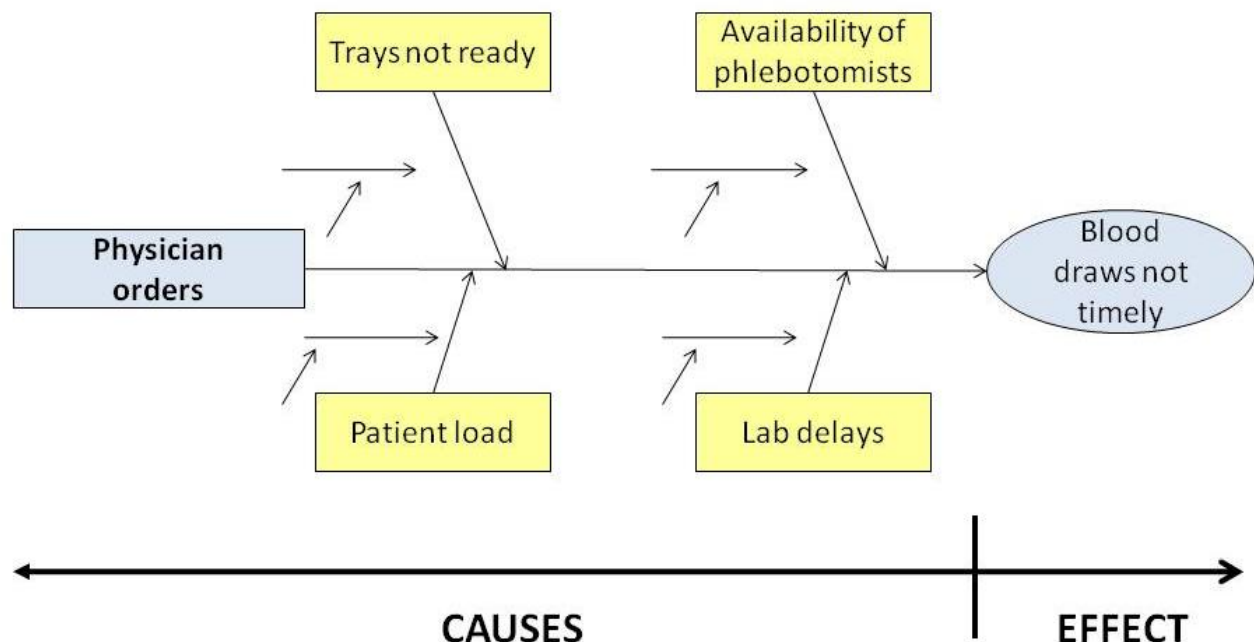 Trays not ready
Availability of
phlebotomists
Physician
orders
Blood
draws not
timely
Patient load
Lab delays
CAUSES
EFFECT